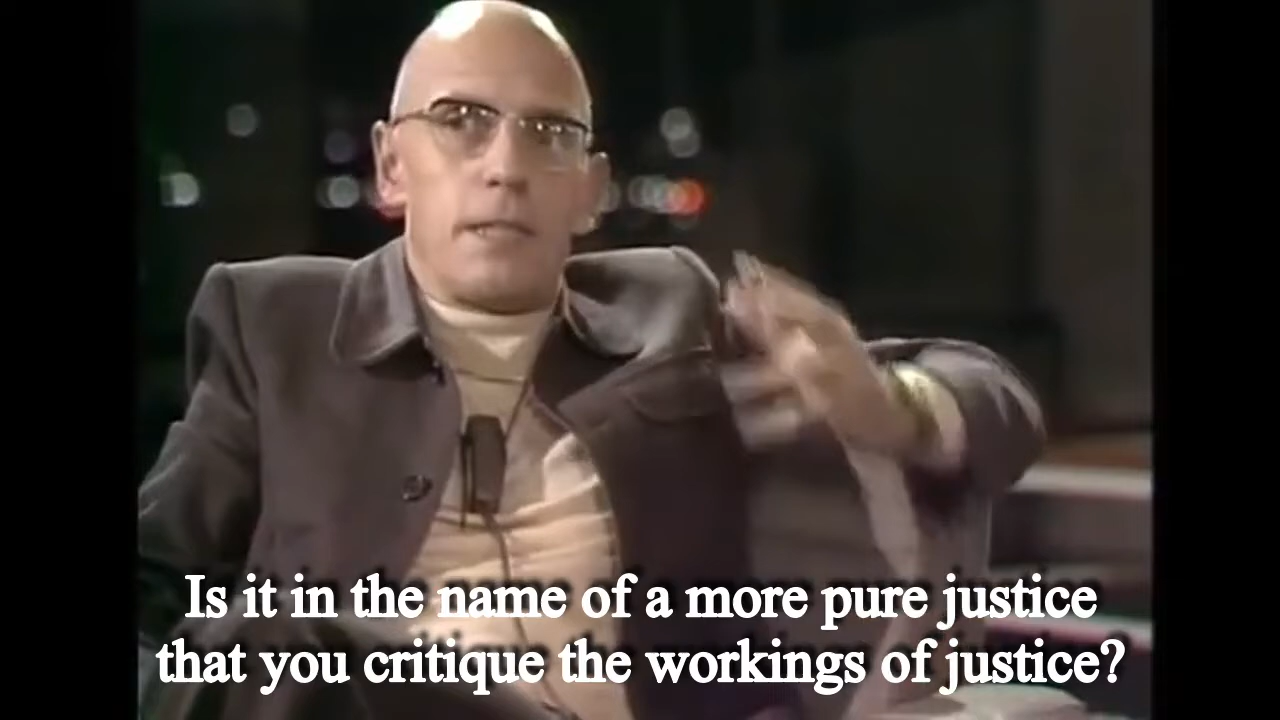 Is it in the name of a more pure justice
that you critique the workings of justice?